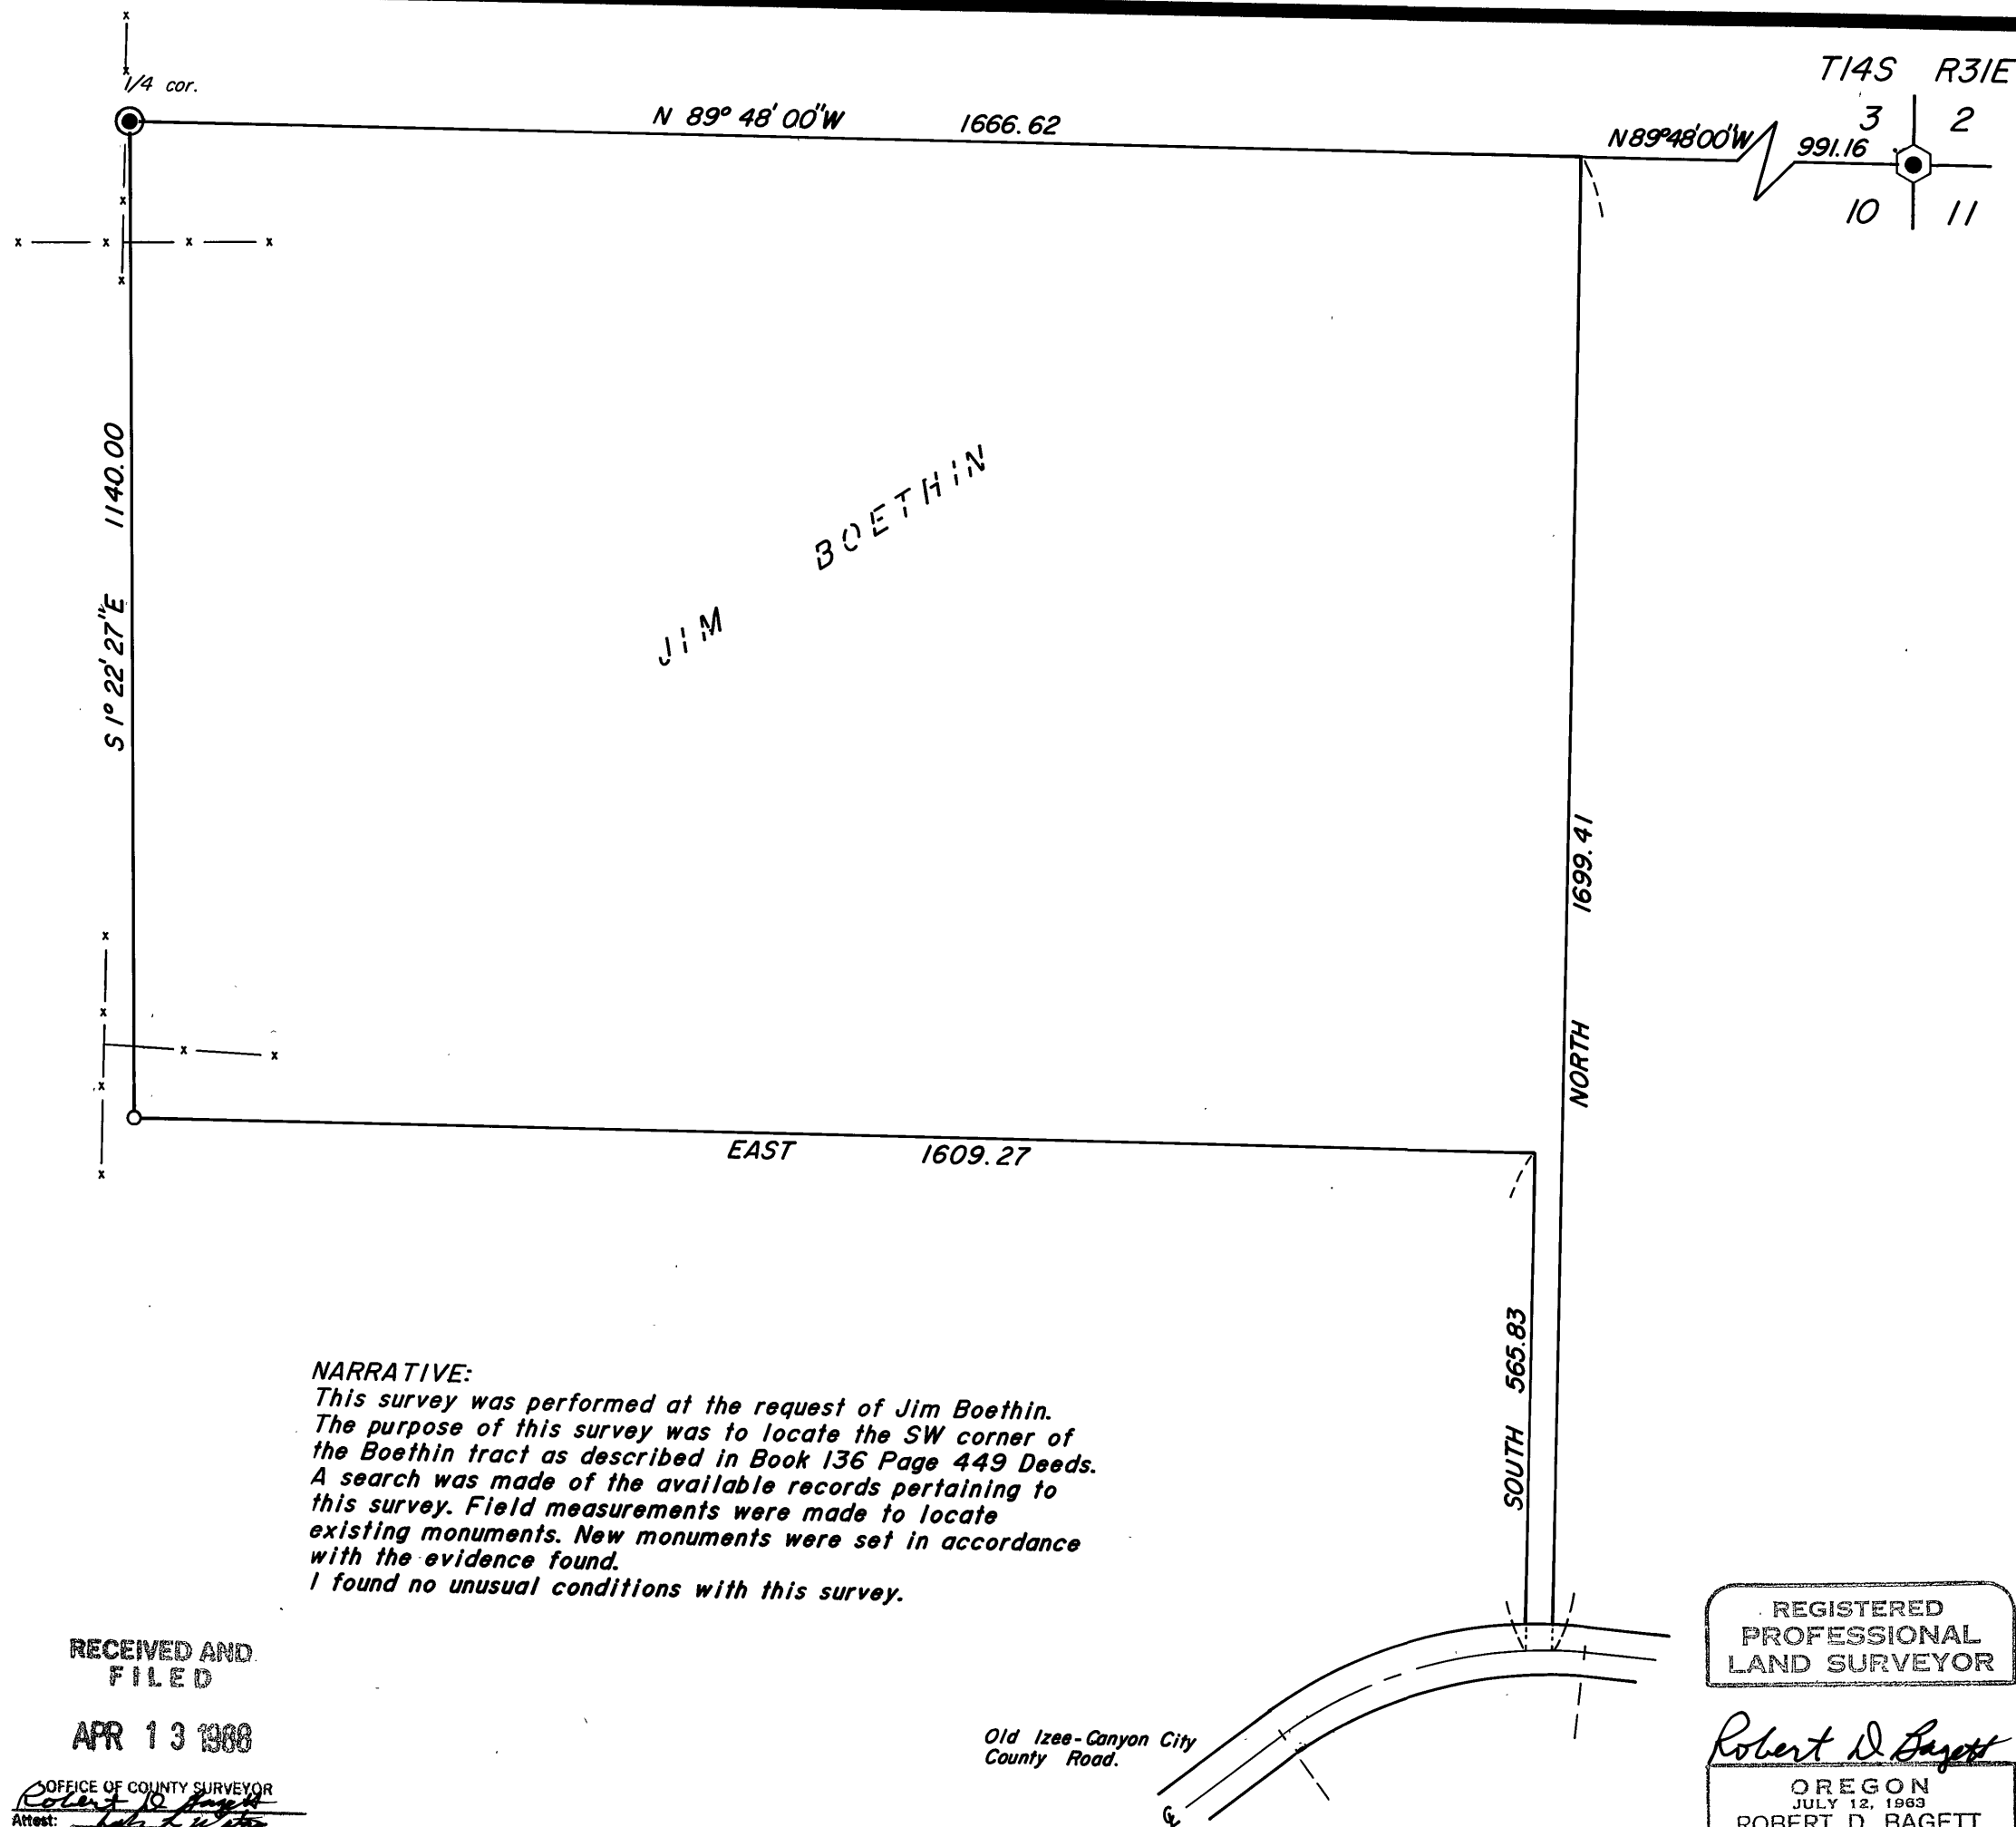 1/4 cor.
T14S R31E
3 2
N 89° 48' 00"W 1666.62
N89°48'00"W 991.16
10 11
S 1° 22' 27"E 1140.00
JIM BOETHIN
NORTH 1699.41
EAST 1609.27
SOUTH 565.83
NARRATIVE:
This survey was performed at the request of Jim Boethin.
The purpose of this survey was to locate the SW corner of
the Boethin tract as described in Book 136 Page 449 Deeds.
A search was made of the available records pertaining to
this survey. Field measurements were made to locate
existing monuments. New monuments were set in accordance
with the evidence found.
I found no unusual conditions with this survey.
RECEIVED AND
FILED
APR 13 1988
OFFICE OF COUNTY SURVEYOR
Robert D Bagett
Attest:
Old Izee-Canyon City
County Road.
℄
REGISTERED
PROFESSIONAL
LAND SURVEYOR
Robert D Bagett
OREGON
JULY 12, 1963
ROBERT D. BAGETT